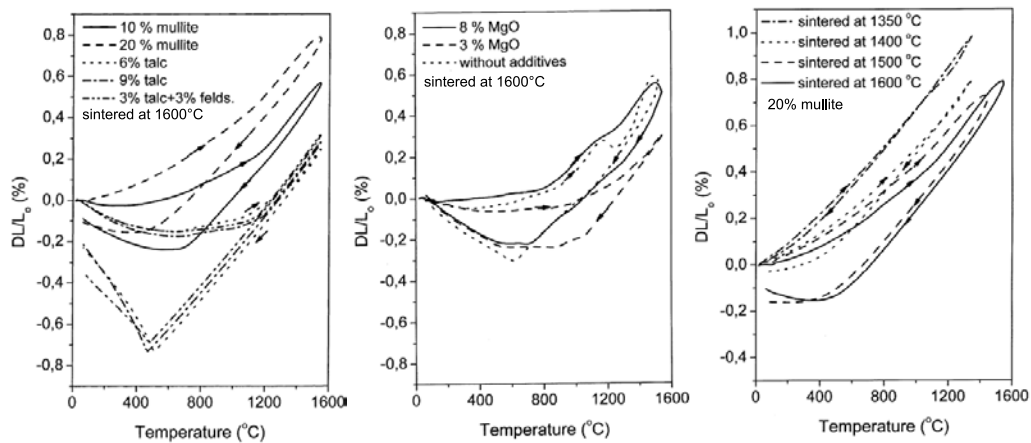 10 % mullite
20 % mullite
6% talc
9% talc
3% talc+3% felds.
sintered at 1600°C
0,8
0,6
0,4
0,2
0,0
-0,2
-0,4
-0,6
-0,8
DL/Lo (%)
0 400 800 1200 1600
Temperature (°C)
8 % MgO
3 % MgO
without additives
sintered at 1600°C
0,8
0,6
0,4
0,2
0,0
-0,2
-0,4
-0,6
-0,8
DL/Lo (%)
0 400 800 1200 1600
Temperature (°C)
sintered at 1350 °C
sintered at 1400 °C
sintered at 1500 °C
sintered at 1600 °C
20% mullite
1,0
0,8
0,6
0,4
0,2
0,0
-0,2
-0,4
DL/Lo (%)
0 400 800 1200 1600
Temperature (°C)